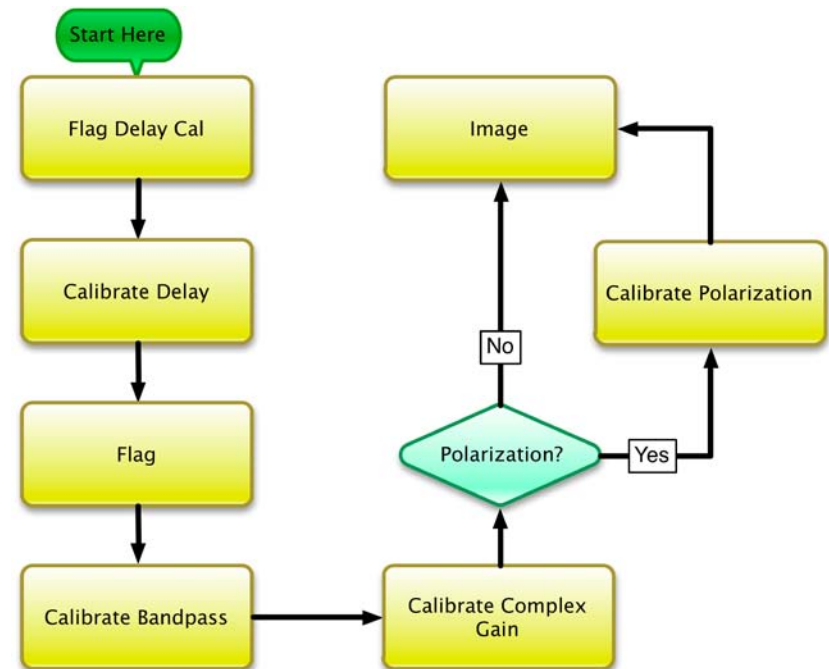 Start Here
Flag Delay Cal
Calibrate Delay
Flag
Calibrate Bandpass
Calibrate Complex
Gain
Polarization?
No
Yes
Calibrate Polarization
Image